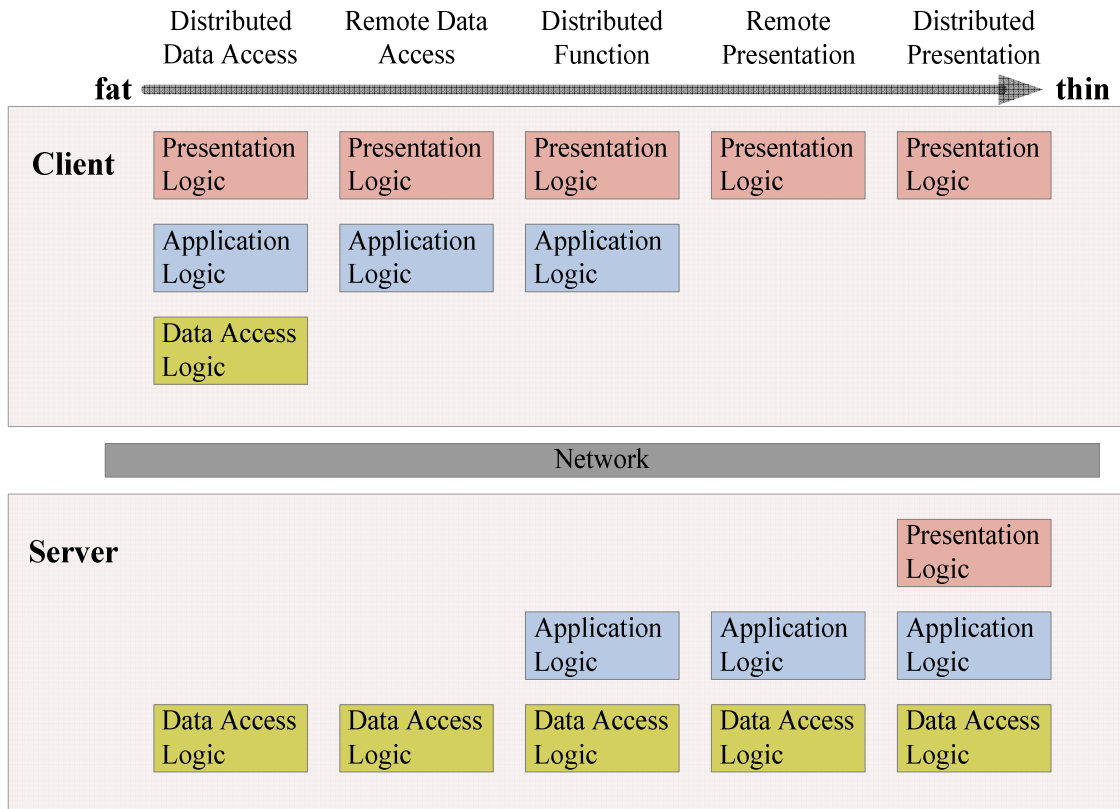 Distributed
Data Access
Remote Data
Access
Distributed
Function
Remote
Presentation
Distributed
Presentation
fat
thin
Client
Presentation
Logic
Presentation
Logic
Presentation
Logic
Presentation
Logic
Presentation
Logic
Application
Logic
Application
Logic
Application
Logic
Data Access
Logic
Network
Server
Presentation
Logic
Application
Logic
Application
Logic
Application
Logic
Data Access
Logic
Data Access
Logic
Data Access
Logic
Data Access
Logic
Data Access
Logic